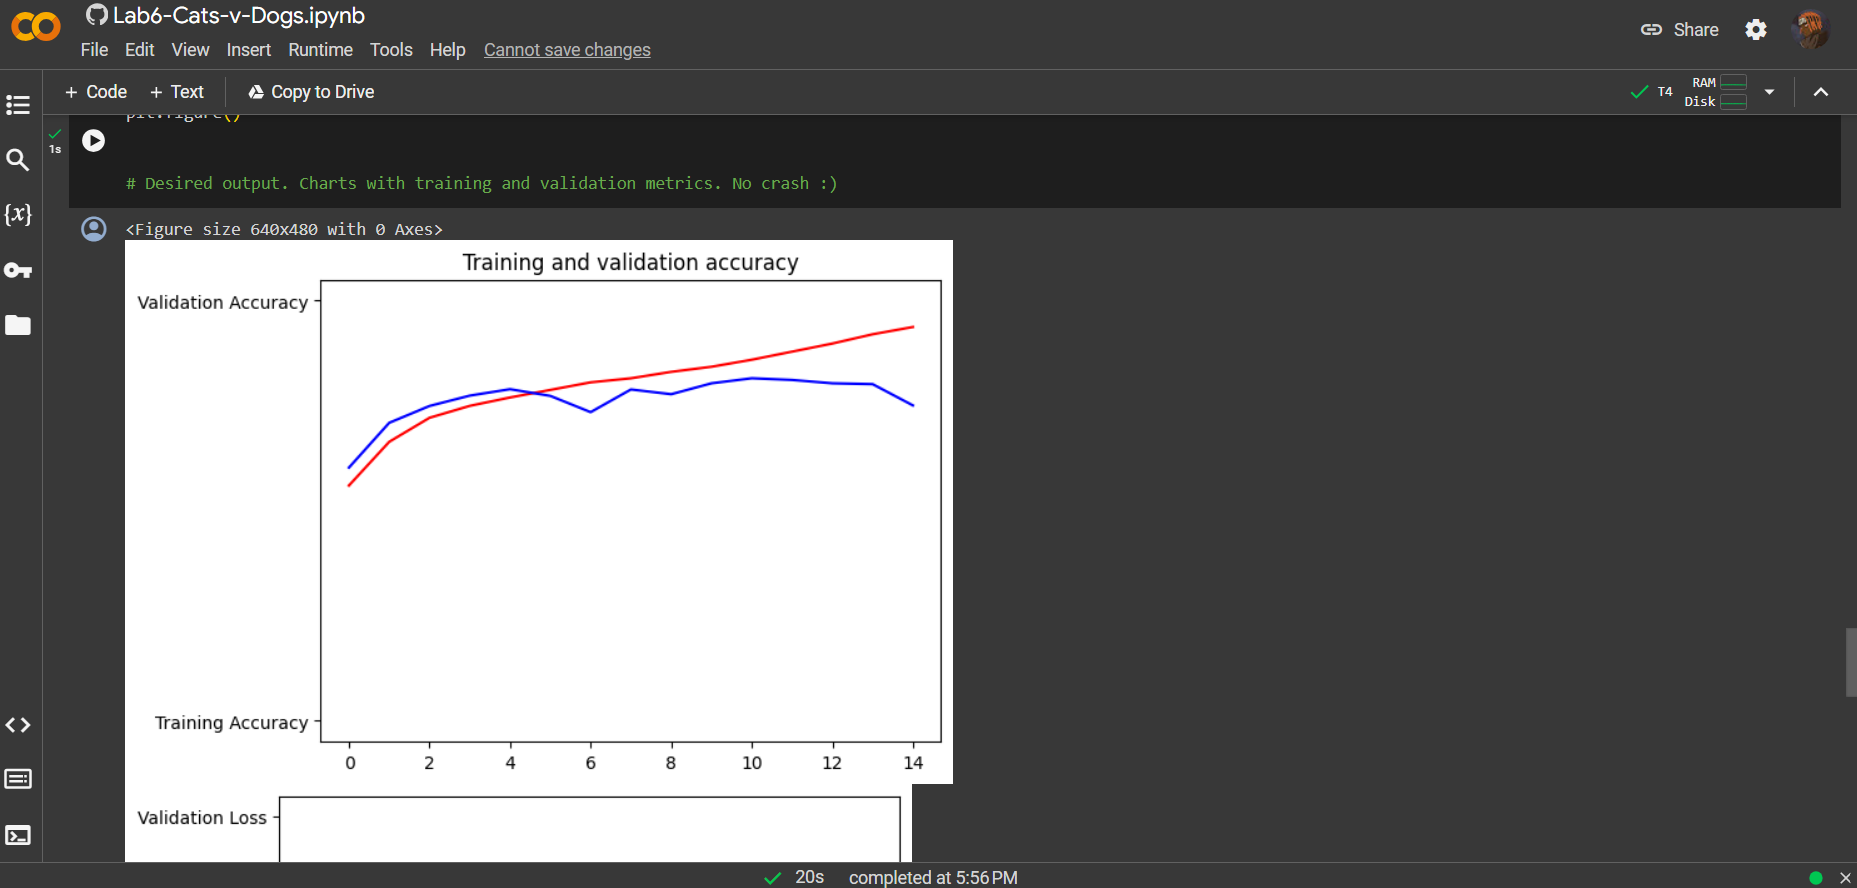 Lab6-Cats-v-Dogs.ipynb
File Edit View Insert Runtime Tools Help Cannot save changes
Share
+ Code + Text Copy to Drive
T4 RAM Disk
plt.figure()
1s
# Desired output. Charts with training and validation metrics. No crash :)
{x}
<Figure size 640x480 with 0 Axes>
Training and validation accuracy
Validation Accuracy
Training Accuracy
0 2 4 6 8 10 12 14
Validation Loss
20s completed at 5:56 PM